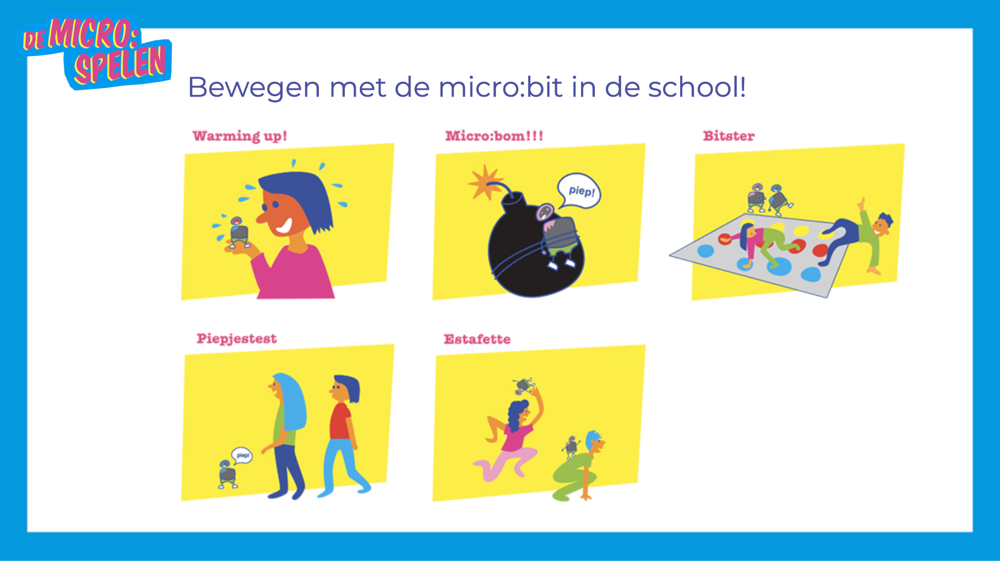 DE MICRO:
SPELEN
Bewegen met de micro:bit in de school!
Warming up!
Micro:bom!!!
Bitster
piep!
Piepjestest
Estafette
piep!